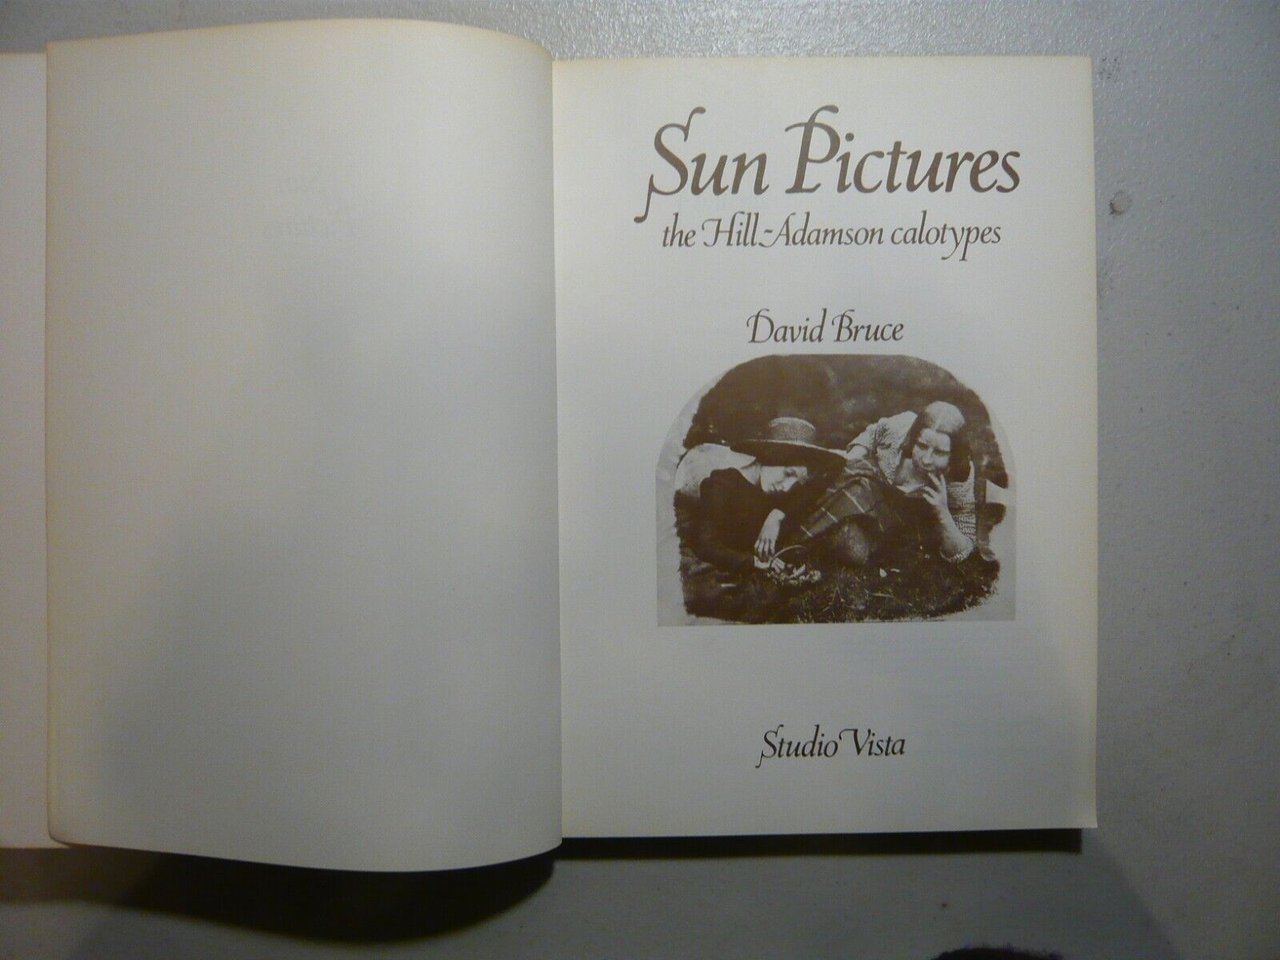 Sun Pictures
the Hill-Adamson calotypes
David Bruce
Studio Vista